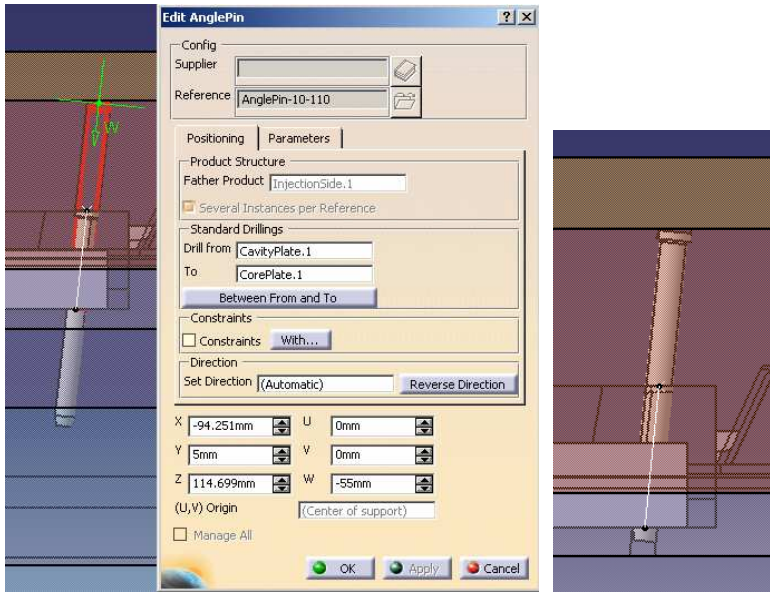 Edit AnglePin
Config
Supplier
Reference AnglePin-10-110
Positioning Parameters
Product Structure
Father Product InjectionSide.1
Several Instances per Reference
Standard Drillings
Drill from CavityPlate.1
To CorePlate.1
Between From and To
Constraints
Constraints With...
Direction
Set Direction (Automatic) Reverse Direction
X -94.251mm U 0mm
Y 5mm V 0mm
Z 114.699mm W -55mm
(U,V) Origin (Center of support)
Manage All
OK Apply Cancel
W